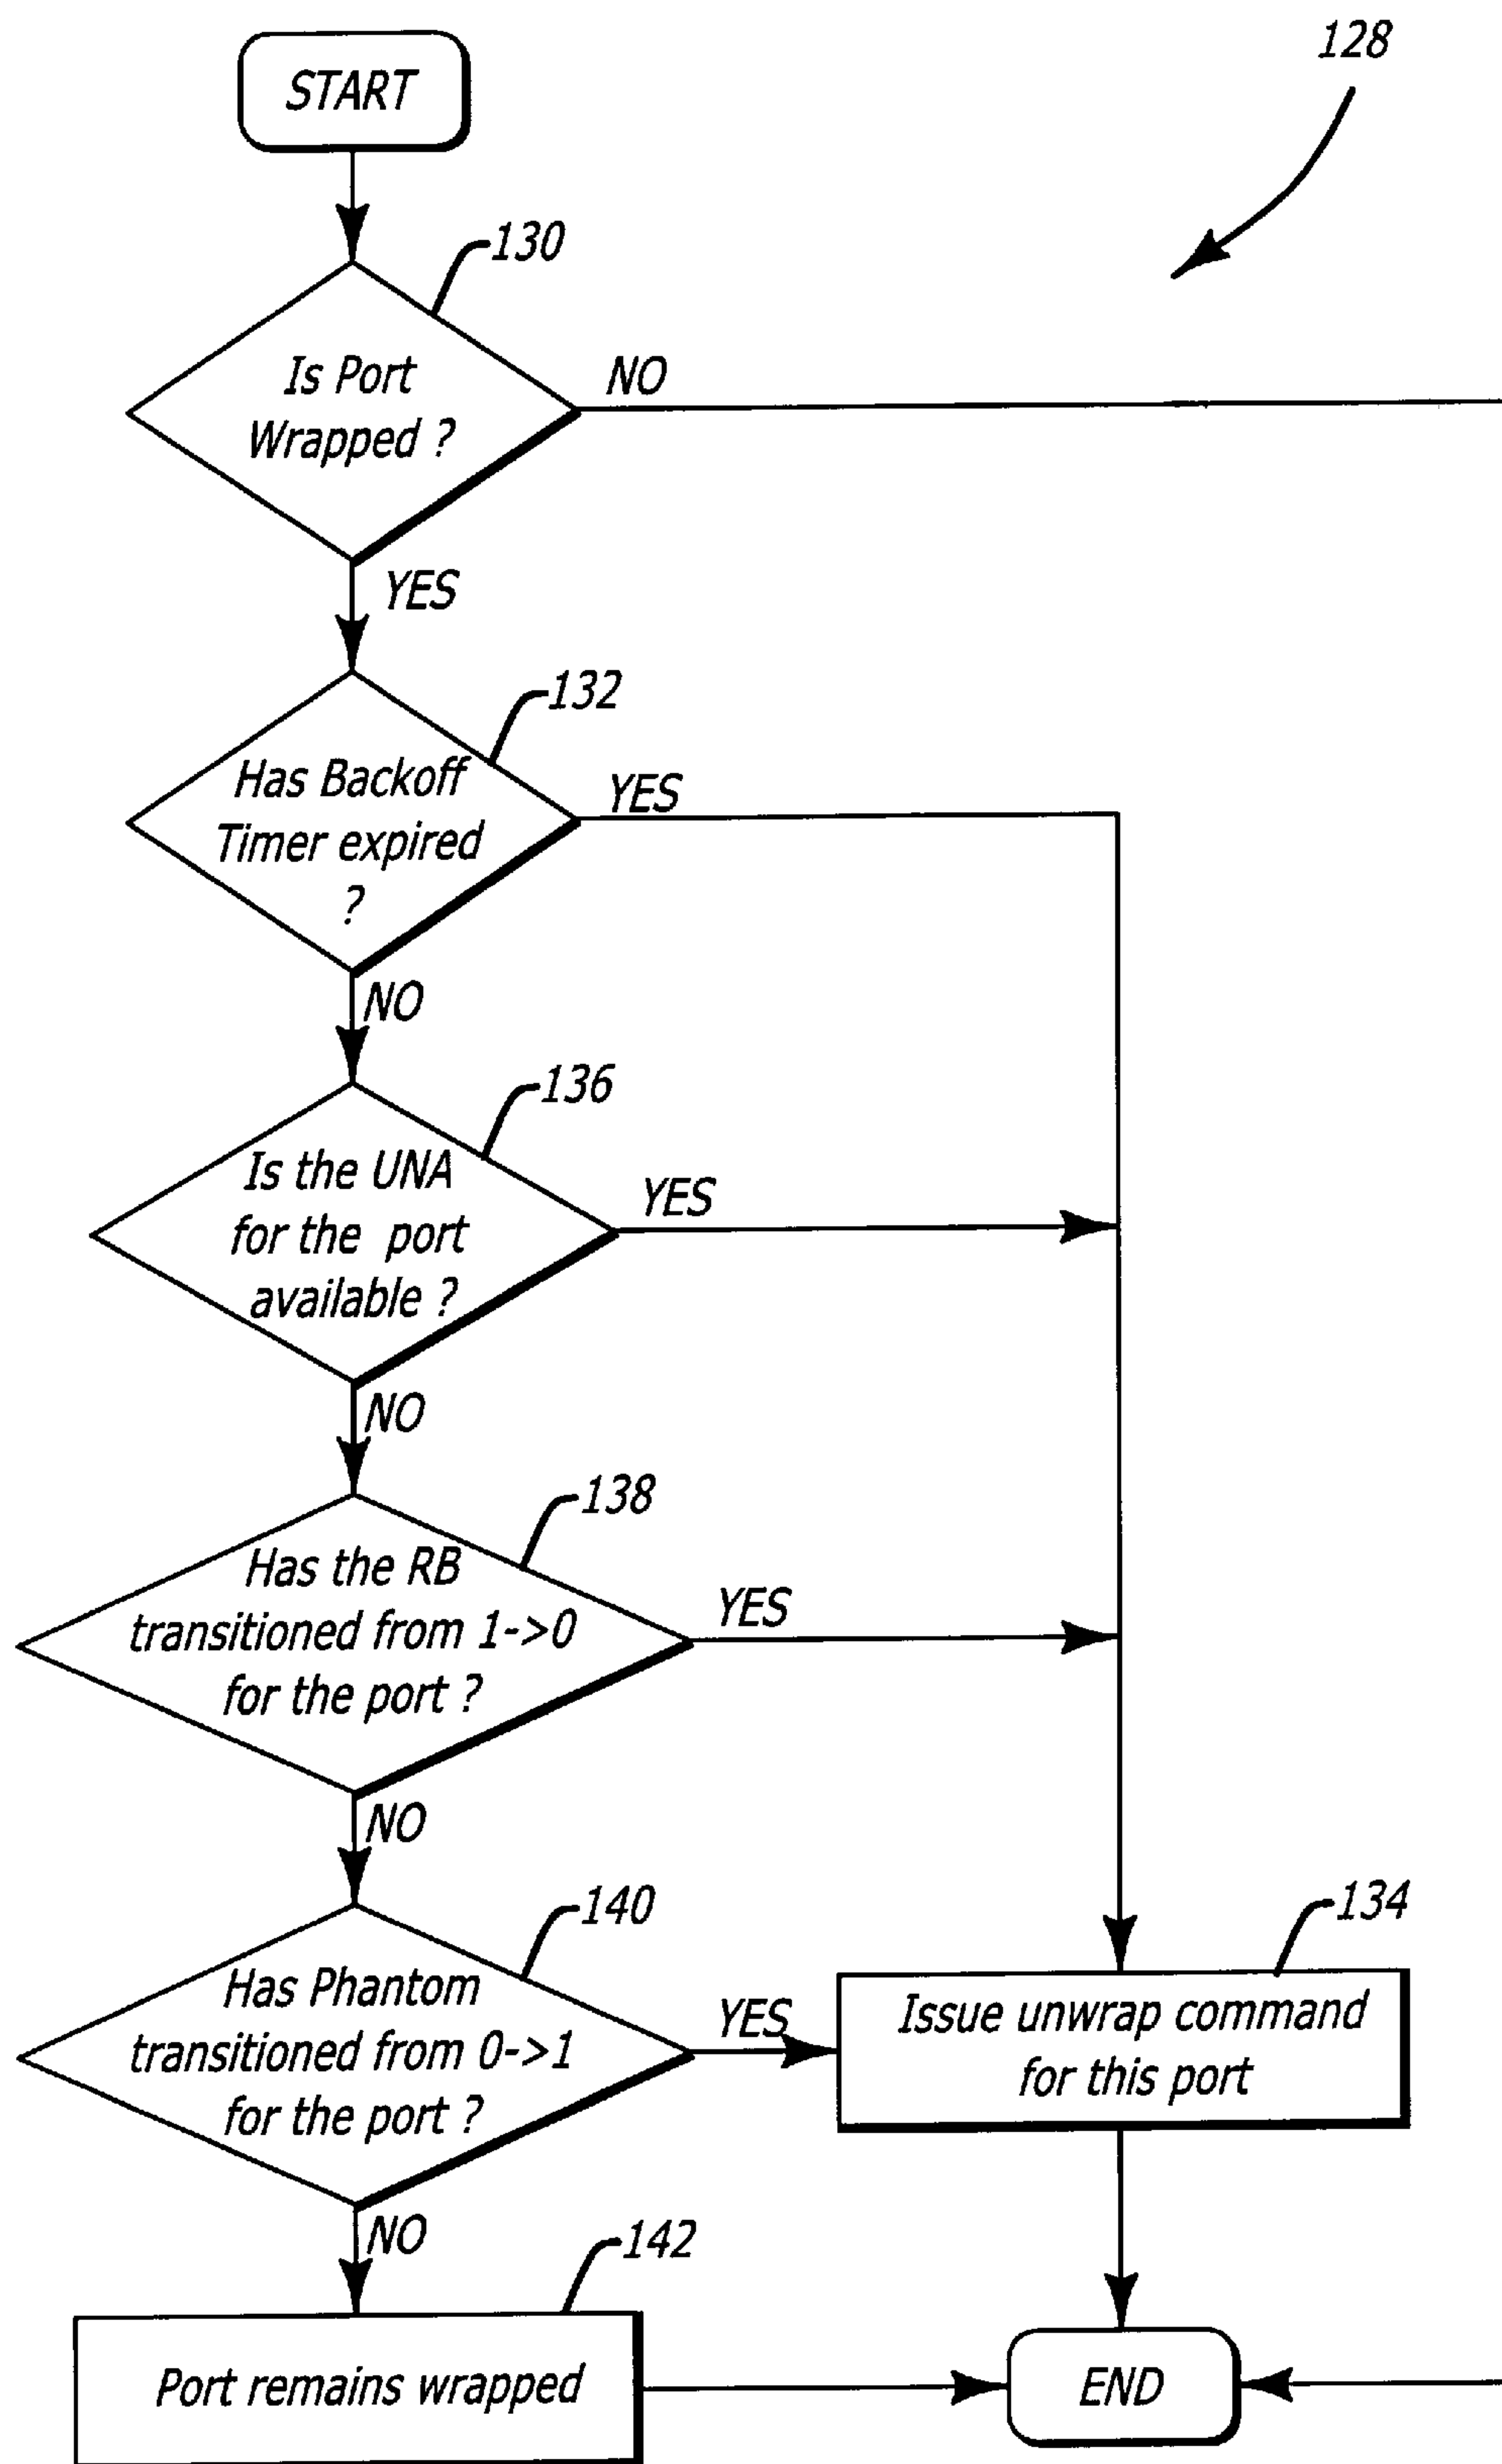 128
START
130
Is Port
Wrapped ?
NO
YES
132
Has Backoff
Timer expired
?
YES
NO
136
Is the UNA
for the port
available ?
YES
NO
138
Has the RB
transitioned from 1->0
for the port ?
YES
NO
140
Has Phantom
transitioned from 0->1
for the port ?
YES
134
Issue unwrap command
for this port
NO
142
Port remains wrapped
END